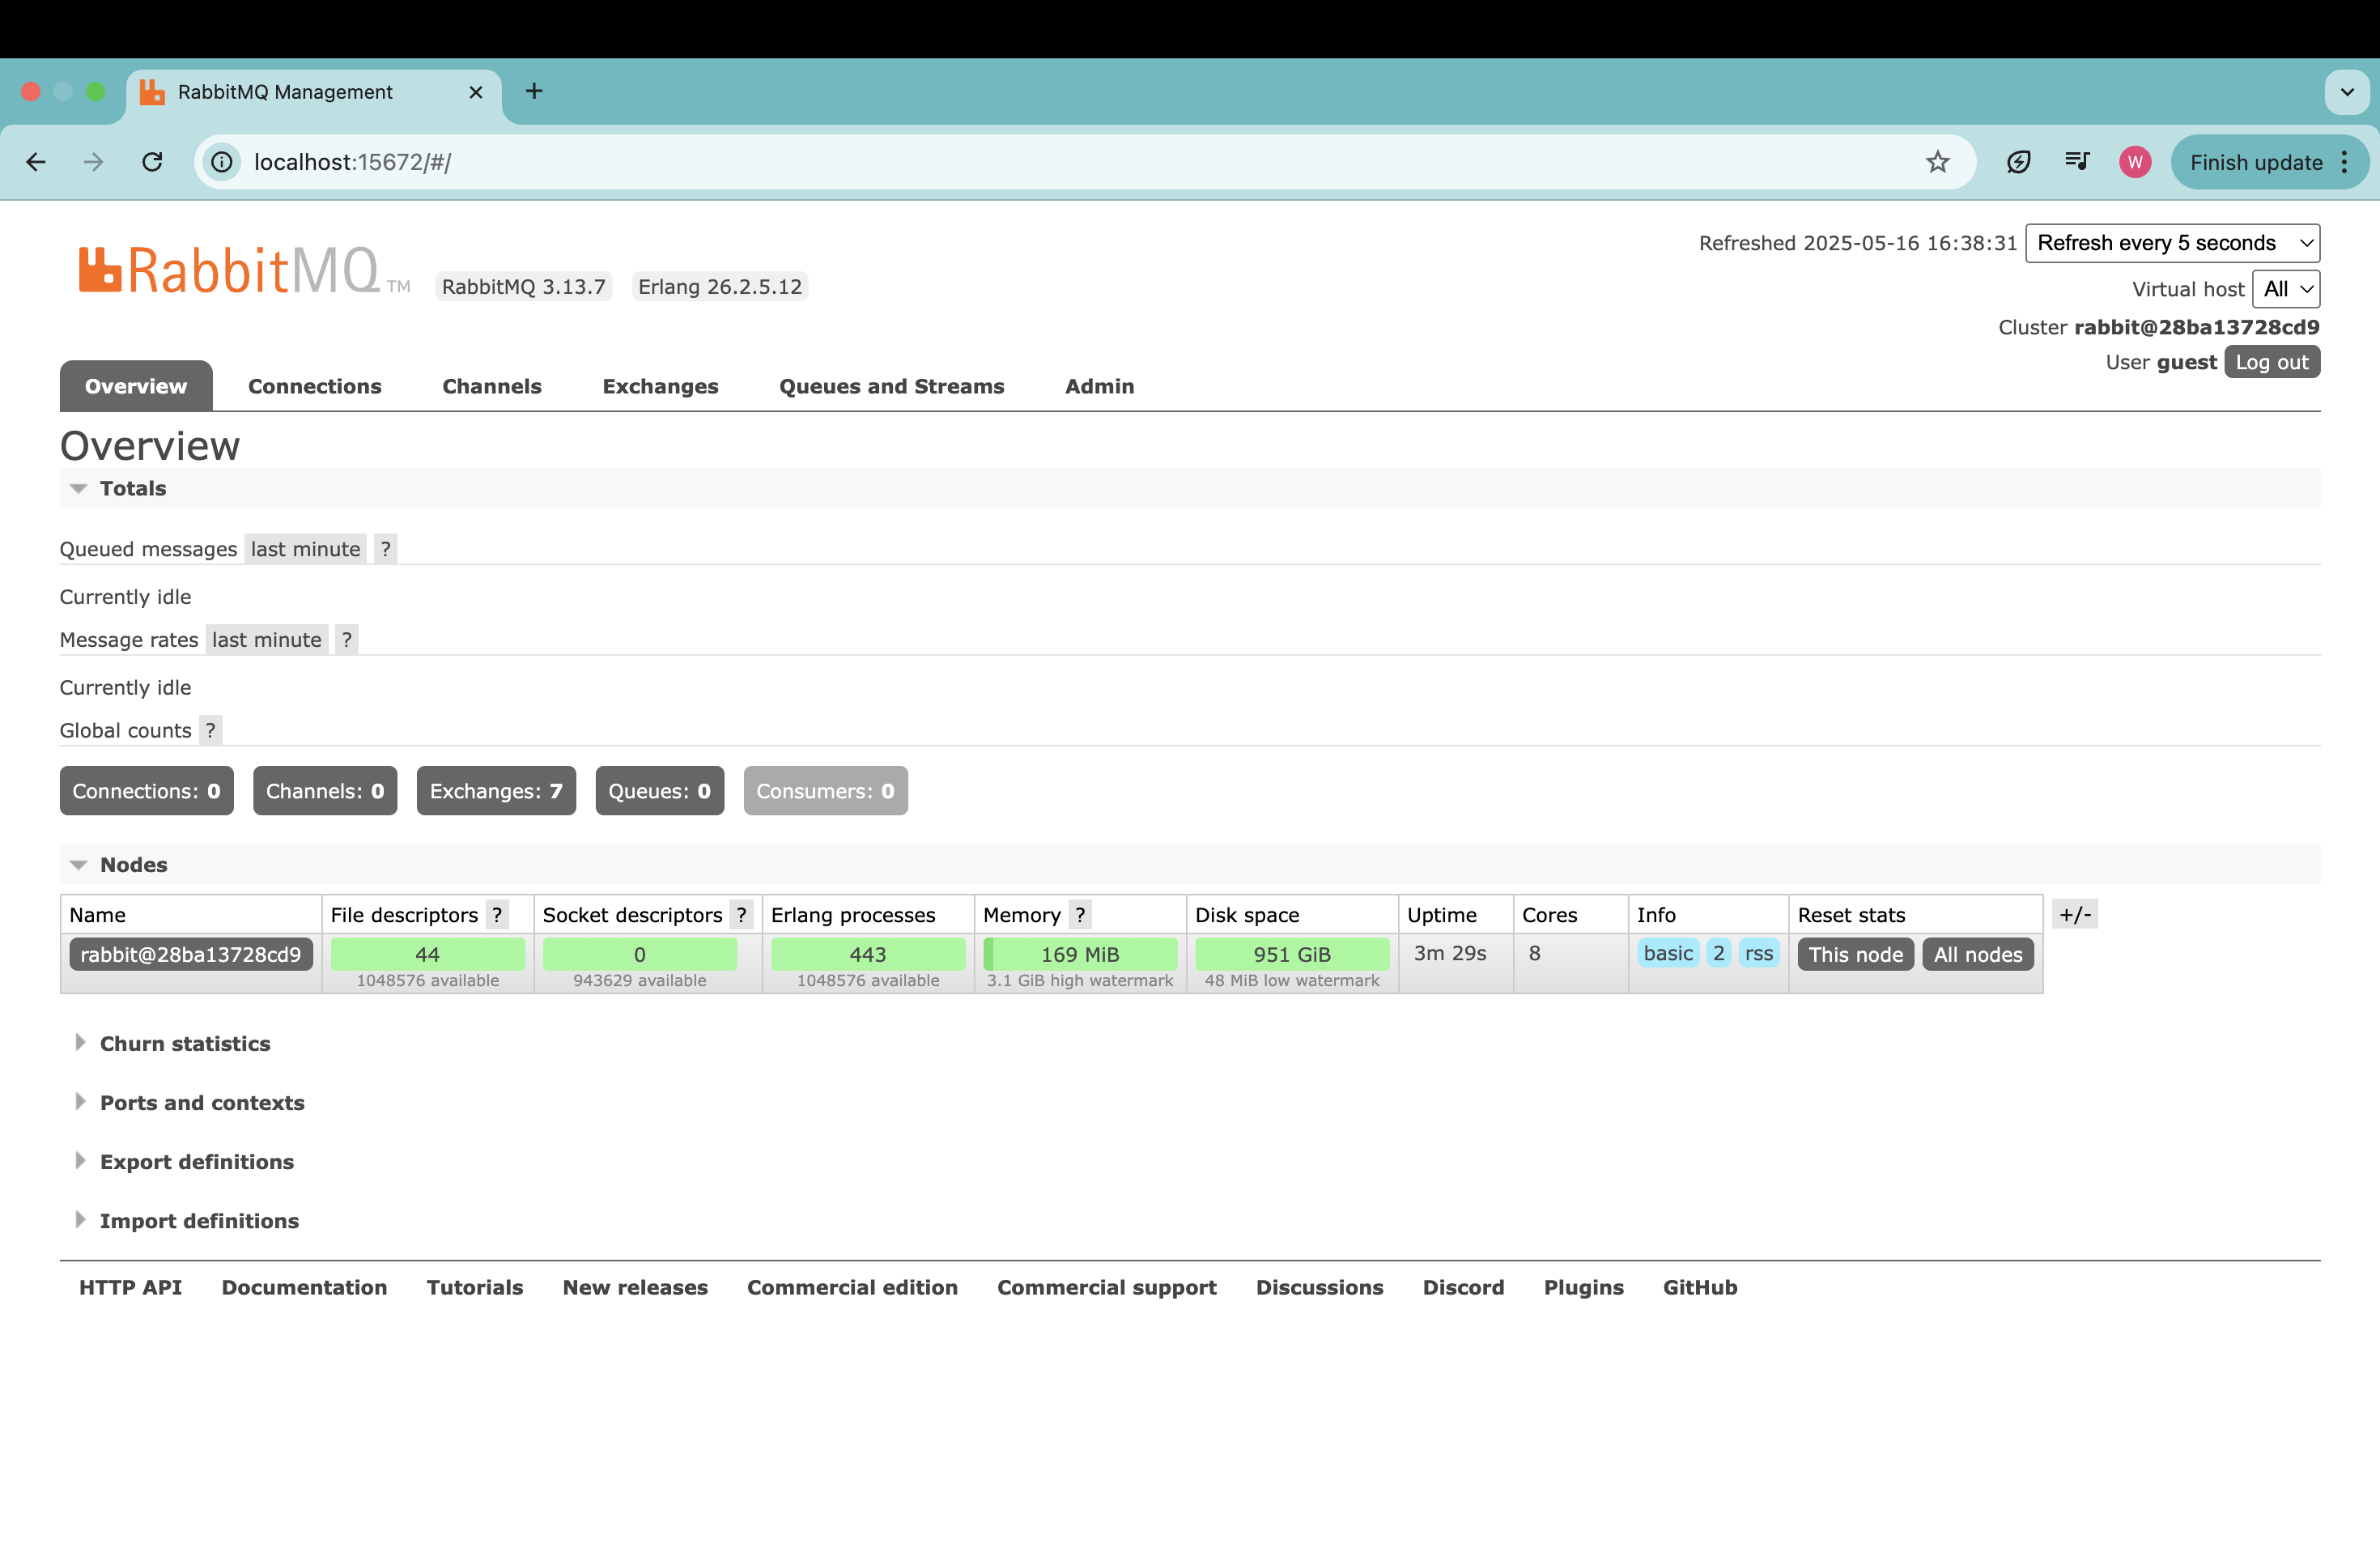 RabbitMQ Management
localhost:15672/#/
W
Finish update
RabbitMQ TM
RabbitMQ 3.13.7 Erlang 26.2.5.12
Refreshed 2025-05-16 16:38:31 Refresh every 5 seconds
Virtual host All
Cluster rabbit@28ba13728cd9
User guest Log out
Overview Connections Channels Exchanges Queues and Streams Admin
Overview
Totals
Queued messages last minute ?
Currently idle
Message rates last minute ?
Currently idle
Global counts ?
Connections: 0 Channels: 0 Exchanges: 7 Queues: 0 Consumers: 0
Nodes
Name File descriptors ? Socket descriptors ? Erlang processes Memory ? Disk space Uptime Cores Info Reset stats +/-
rabbit@28ba13728cd9 44 0 443 169 MiB 951 GiB 3m 29s 8 basic 2 rss This node All nodes
1048576 available 943629 available 1048576 available 3.1 GiB high watermark 48 MiB low watermark
Churn statistics
Ports and contexts
Export definitions
Import definitions
HTTP API Documentation Tutorials New releases Commercial edition Commercial support Discussions Discord Plugins GitHub